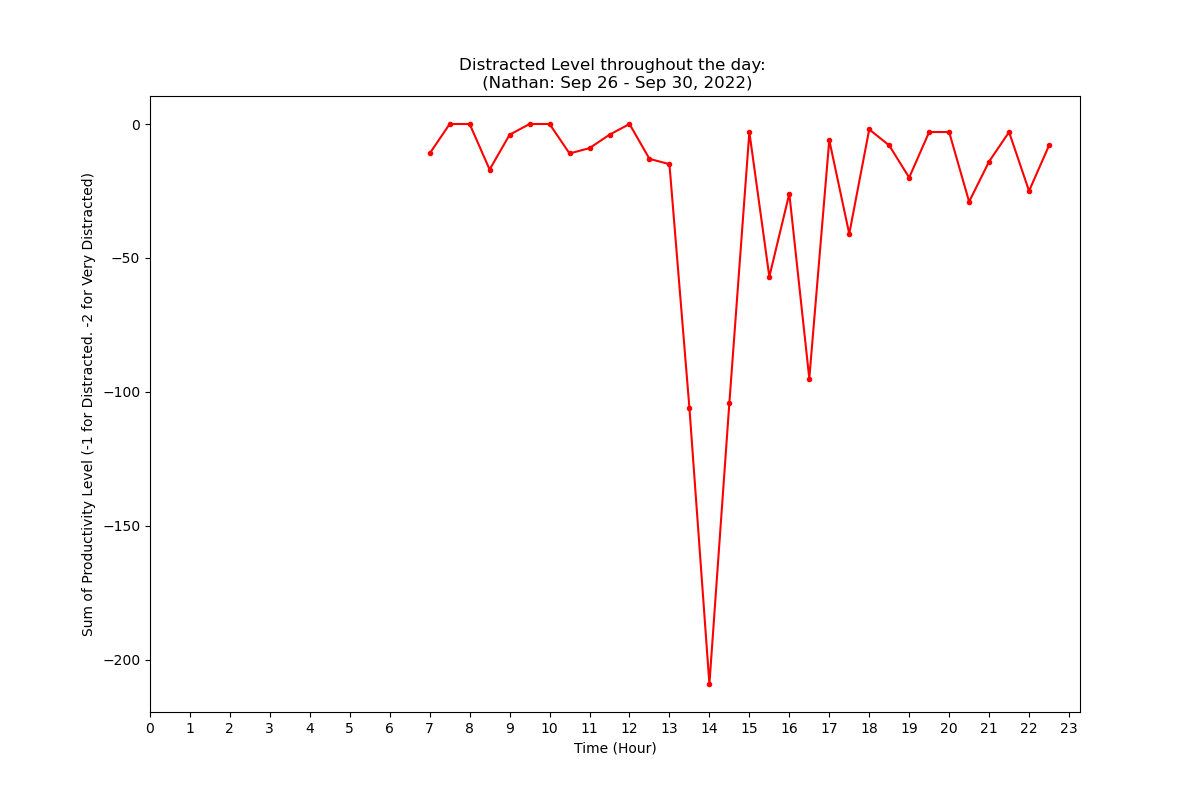 Distracted Level throughout the day:
(Nathan: Sep 26 - Sep 30, 2022)
Sum of Productivity Level (-1 for Distracted. -2 for Very Distracted)
0
−50
−100
−150
−200
0 1 2 3 4 5 6 7 8 9 10 11 12 13 14 15 16 17 18 19 20 21 22 23
Time (Hour)